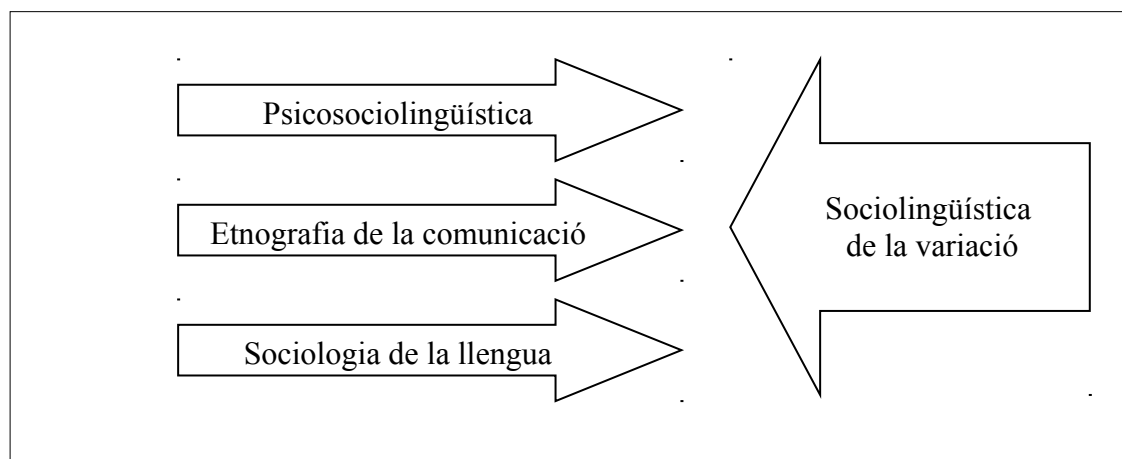 Psicosociolingüística
Etnografia de la comunicació
Sociologia de la llengua
Sociolingüística
de la variació